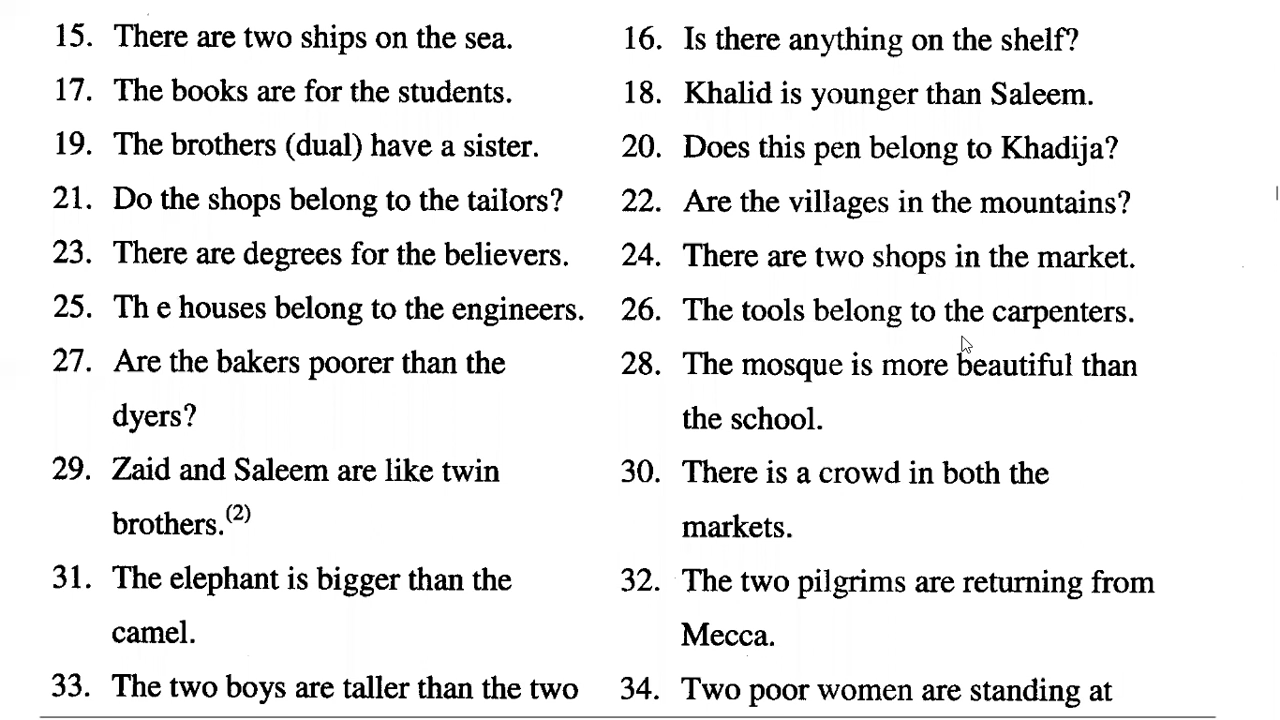 15. There are two ships on the sea.
16. Is there anything on the shelf?
17. The books are for the students.
18. Khalid is younger than Saleem.
19. The brothers (dual) have a sister.
20. Does this pen belong to Khadija?
21. Do the shops belong to the tailors?
22. Are the villages in the mountains?
23. There are degrees for the believers.
24. There are two shops in the market.
25. Th e houses belong to the engineers.
26. The tools belong to the carpenters.
27. Are the bakers poorer than the
dyers?
28. The mosque is more beautiful than
the school.
29. Zaid and Saleem are like twin
brothers.(2)
30. There is a crowd in both the
markets.
31. The elephant is bigger than the
camel.
32. The two pilgrims are returning from
Mecca.
33. The two boys are taller than the two
34. Two poor women are standing at